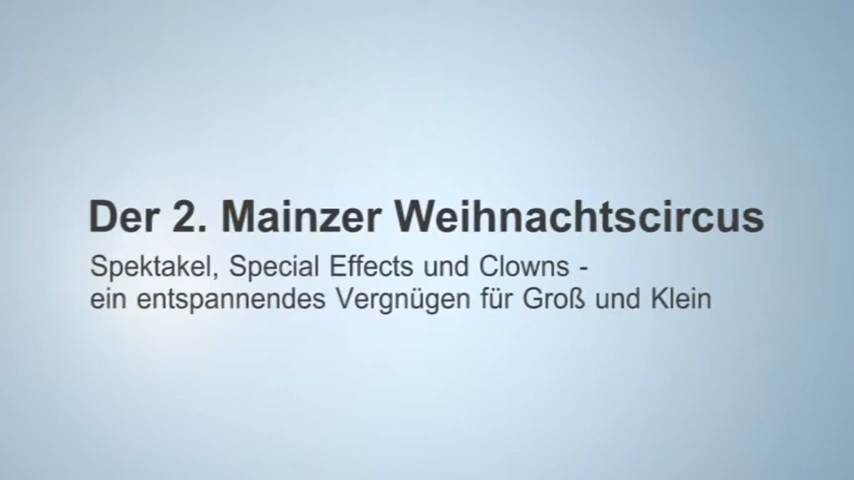 Der 2. Mainzer Weihnachtscircus
Spektakel, Special Effects und Clowns -
ein entspannendes Vergnügen für Groß und Klein